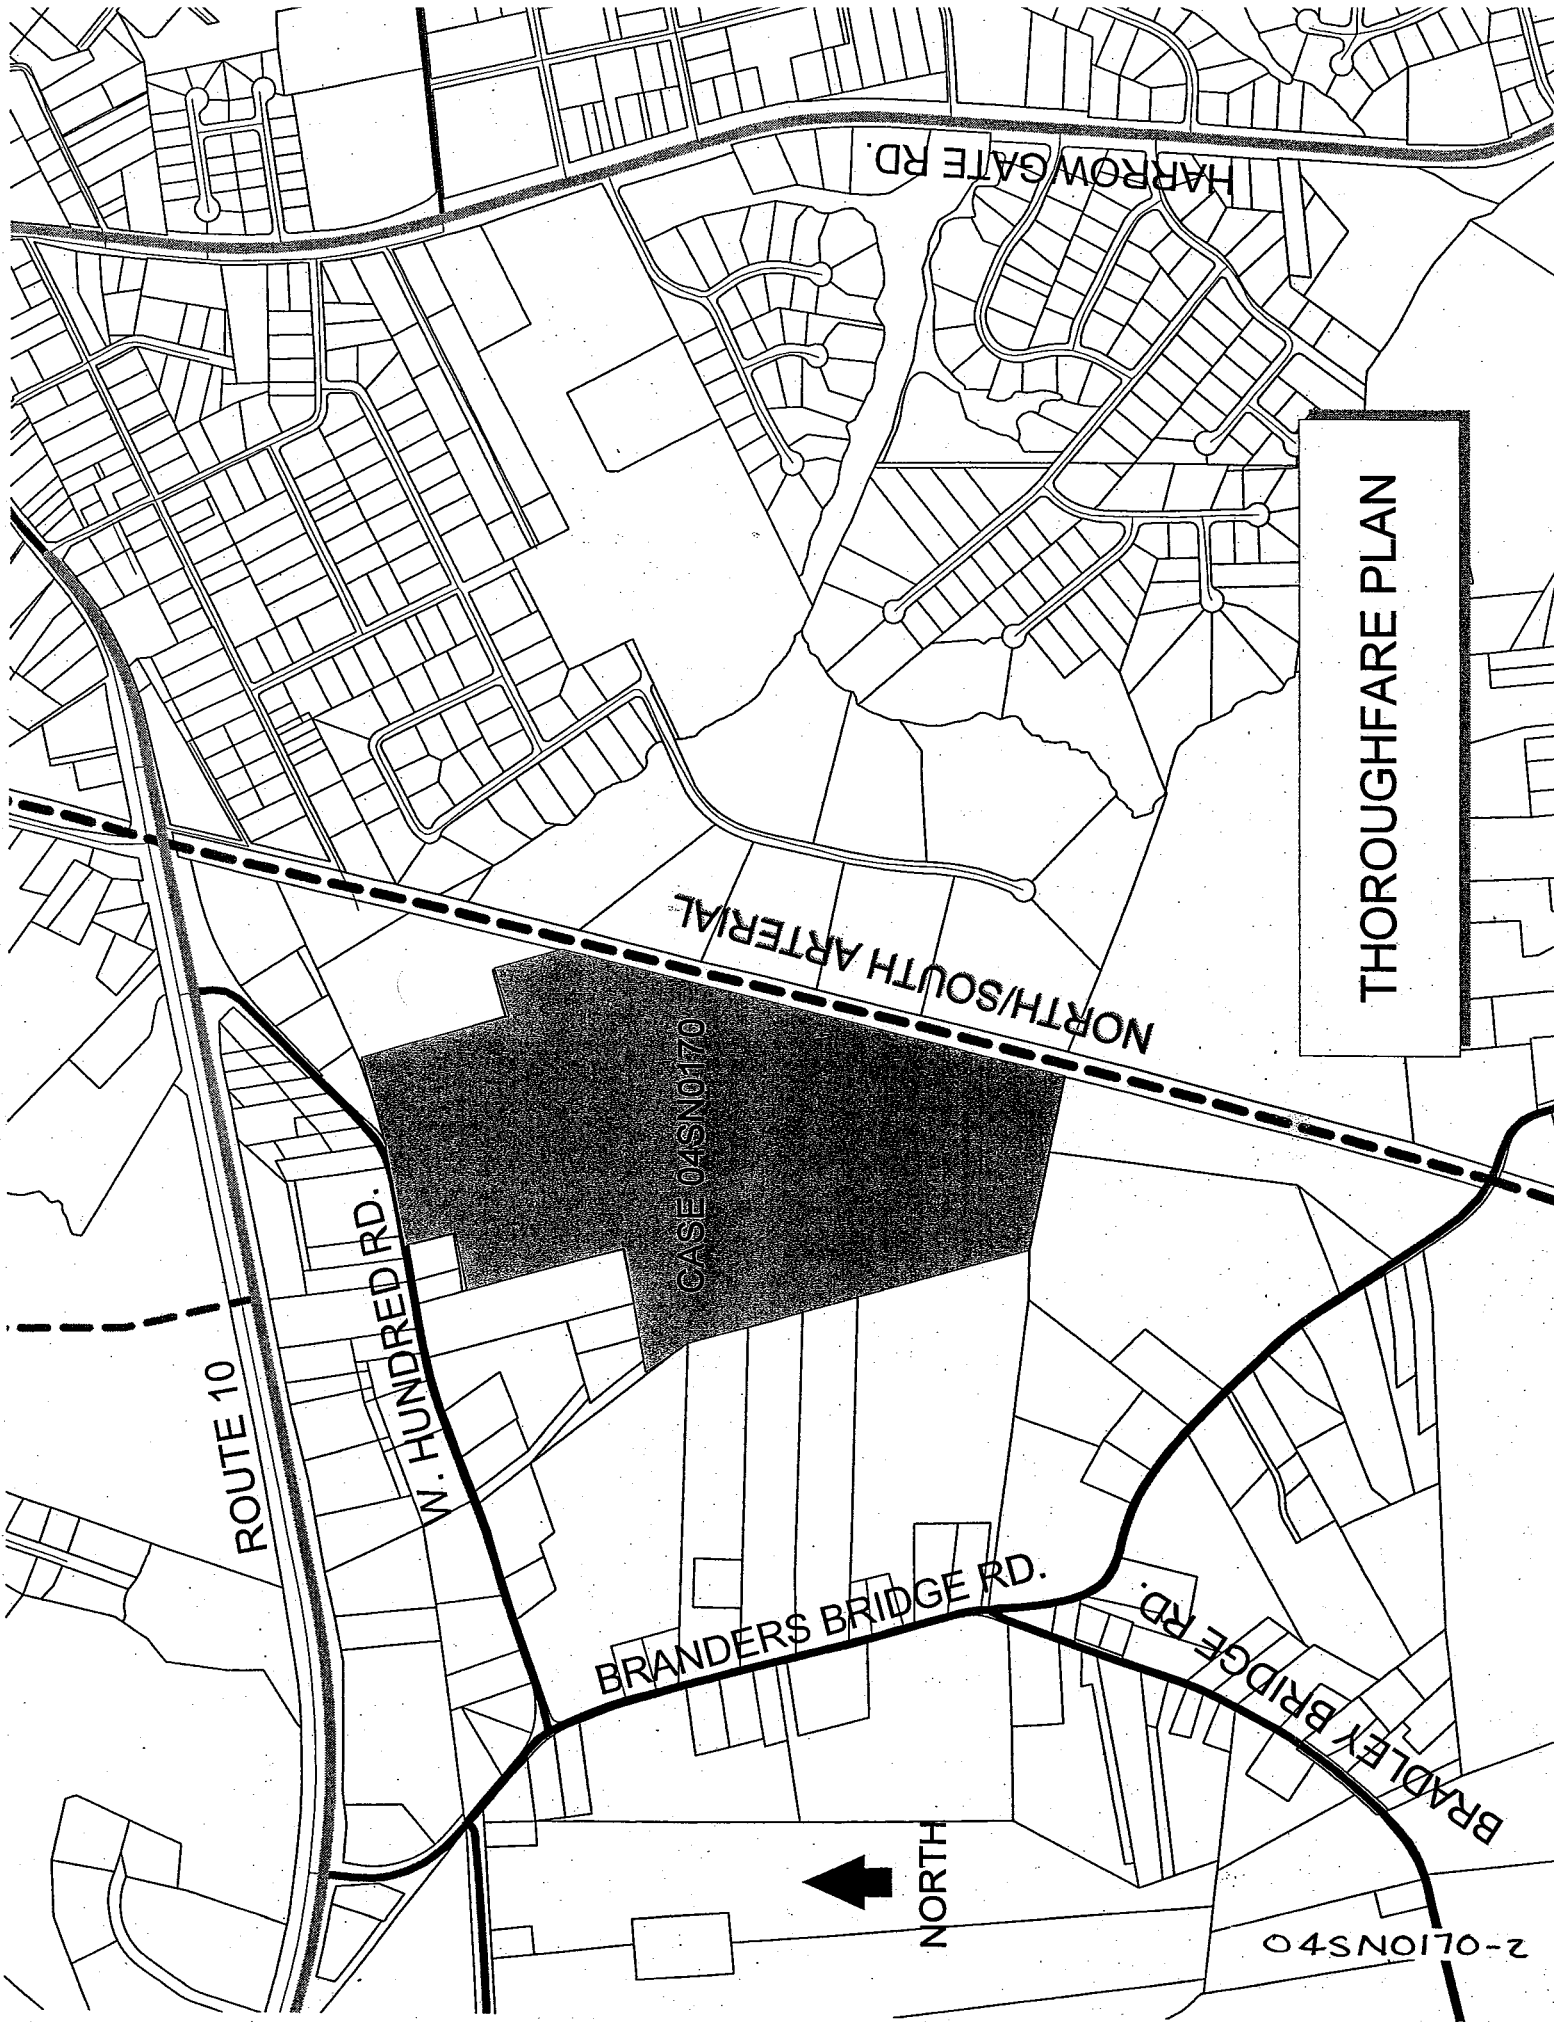 HARROWGATE RD.
THOROUGHFARE PLAN
NORTH/SOUTH ARTERIAL
CASE 04SN0170
ROUTE 10
W. HUNDRED RD.
BRANDERS BRIDGE RD.
BRADLEY BRIDGE RD.
NORTH
04SN0170-2